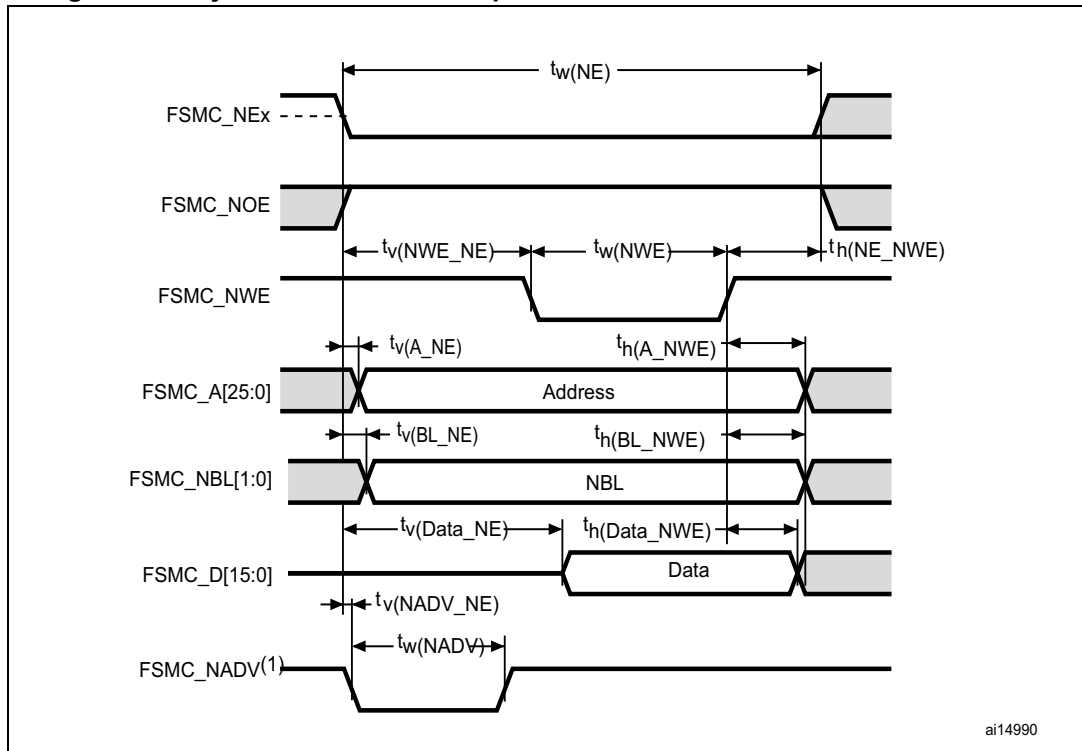 tw(NE)
FSMC_NEx
FSMC_NOE
tv(NWE_NE) tw(NWE) th(NE_NWE)
FSMC_NWE
tv(A_NE) th(A_NWE)
FSMC_A[25:0] Address
tv(BL_NE) th(BL_NWE)
FSMC_NBL[1:0] NBL
tv(Data_NE) th(Data_NWE)
FSMC_D[15:0] Data
tv(NADV_NE)
tw(NADV)
FSMC_NADV(1)
ai14990